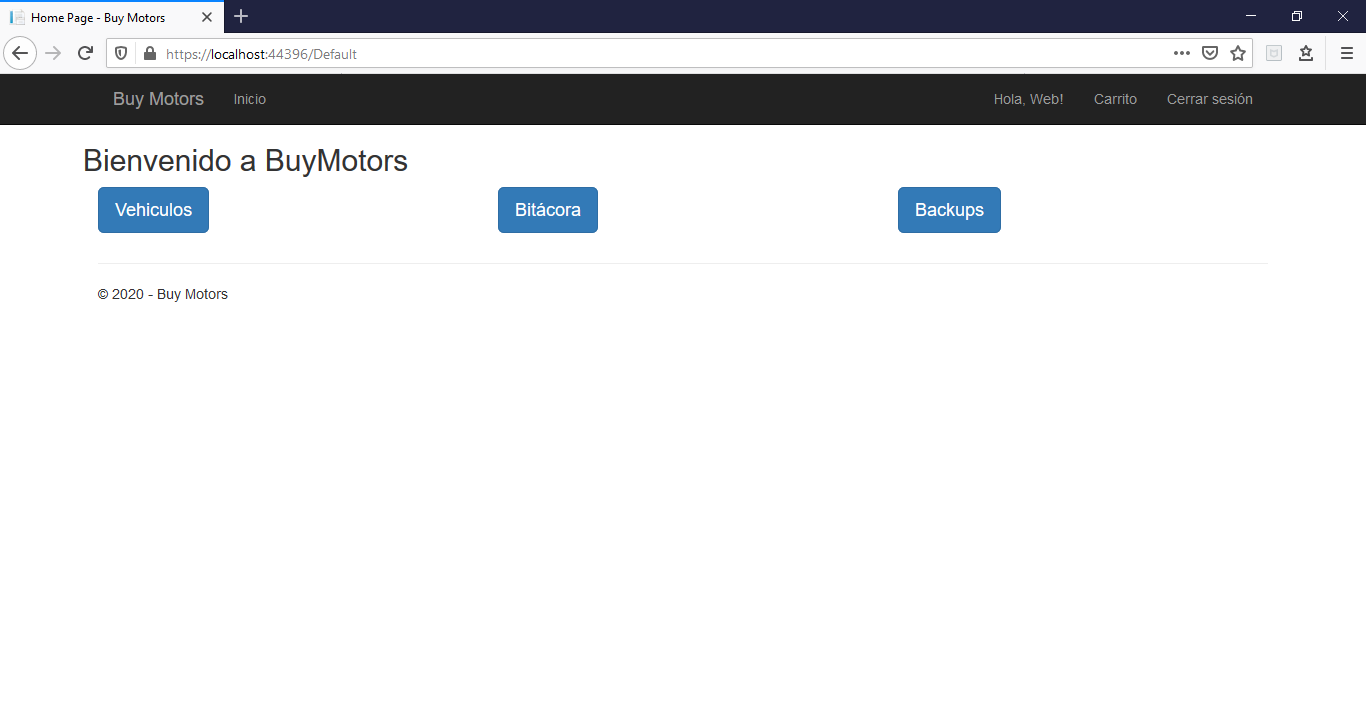 Home Page - Buy Motors
https://localhost:44396/Default
Buy Motors Inicio Hola, Web! Carrito Cerrar sesión
Bienvenido a BuyMotors
Vehiculos Bitácora Backups
© 2020 - Buy Motors